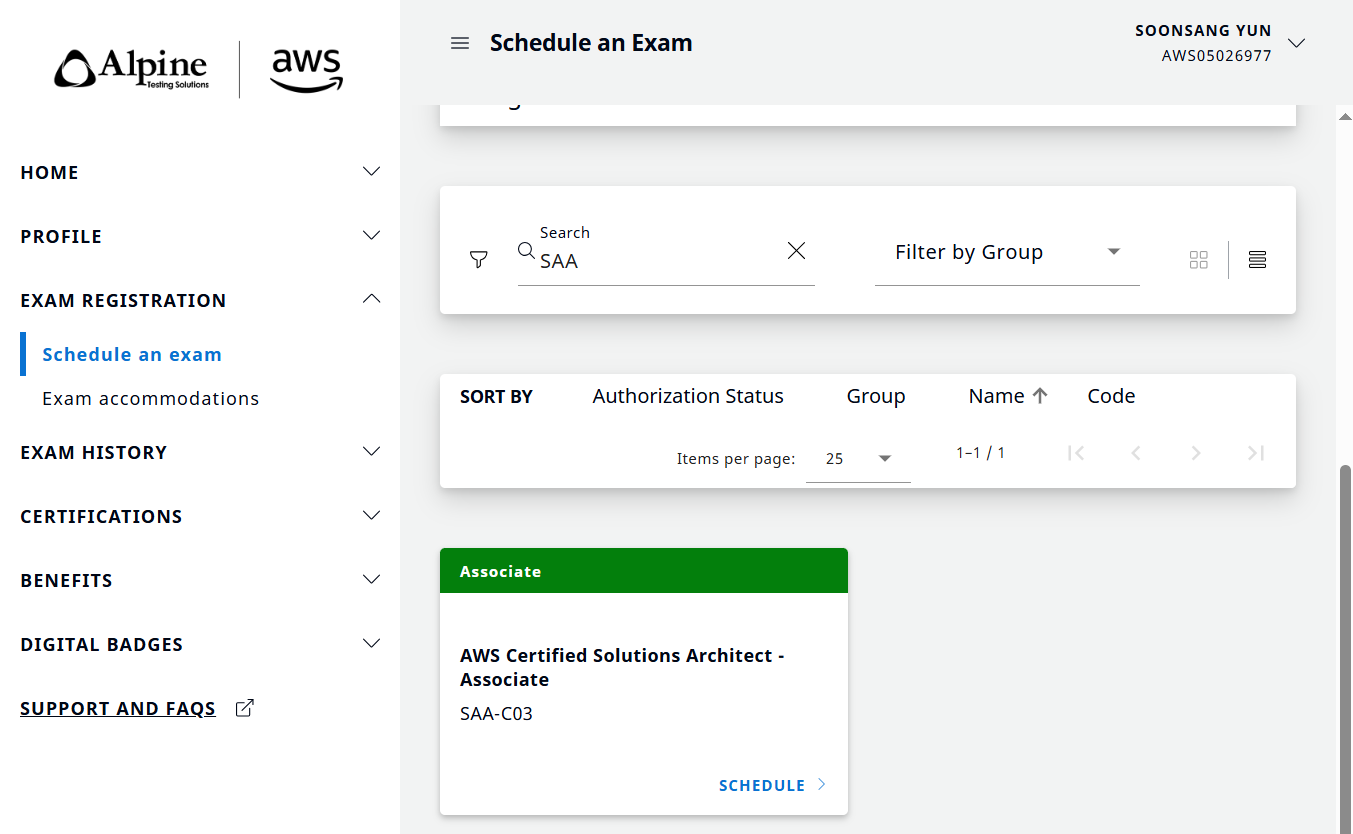 Alpine
Testing Solutions
aws
HOME
PROFILE
EXAM REGISTRATION
Schedule an exam
Exam accommodations
EXAM HISTORY
CERTIFICATIONS
BENEFITS
DIGITAL BADGES
SUPPORT AND FAQS
Schedule an Exam
SOONSANG YUN
AWS05026977
Search
SAA
Filter by Group
SORT BY Authorization Status Group Name Code
Items per page: 25 1–1 / 1
Associate
AWS Certified Solutions Architect -
Associate
SAA-C03
SCHEDULE